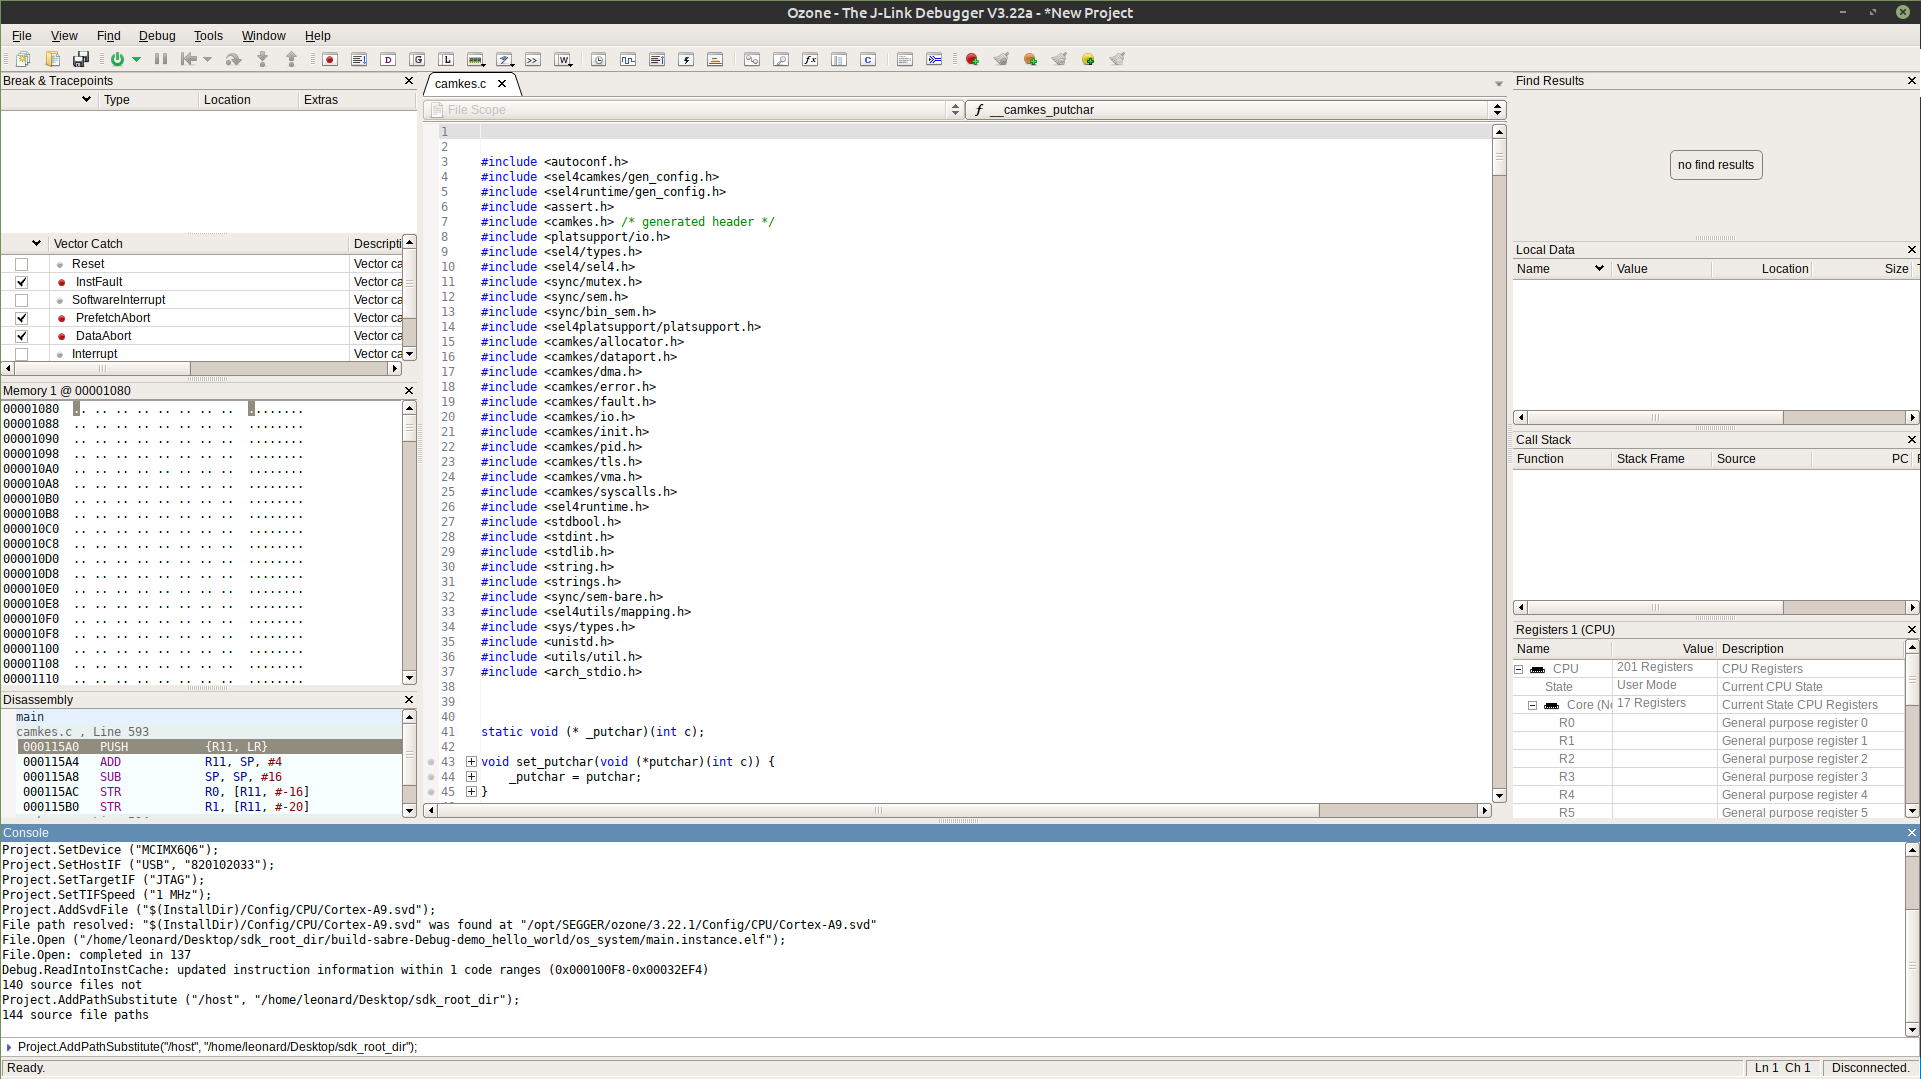 Ozone - The J-Link Debugger V3.22a - *New Project
File View Find Debug Tools Window Help
Break & Tracepoints
Type Location Extras
Vector Catch Descripti
Reset Vector ca
InstFault Vector ca
SoftwareInterrupt Vector ca
PrefetchAbort Vector ca
DataAbort Vector ca
Interrupt Vector ca
Memory 1 @ 00001080
00001080 .. .. .. .. .. .. .. .. ........
00001088 .. .. .. .. .. .. .. .. ........
00001090 .. .. .. .. .. .. .. .. ........
00001098 .. .. .. .. .. .. .. .. ........
000010A0 .. .. .. .. .. .. .. .. ........
000010A8 .. .. .. .. .. .. .. .. ........
000010B0 .. .. .. .. .. .. .. .. ........
000010B8 .. .. .. .. .. .. .. .. ........
000010C0 .. .. .. .. .. .. .. .. ........
000010C8 .. .. .. .. .. .. .. .. ........
000010D0 .. .. .. .. .. .. .. .. ........
000010D8 .. .. .. .. .. .. .. .. ........
000010E0 .. .. .. .. .. .. .. .. ........
000010E8 .. .. .. .. .. .. .. .. ........
000010F0 .. .. .. .. .. .. .. .. ........
000010F8 .. .. .. .. .. .. .. .. ........
00001100 .. .. .. .. .. .. .. .. ........
00001108 .. .. .. .. .. .. .. .. ........
00001110 .. .. .. .. .. .. .. .. ........
Disassembly
main
camkes.c , Line 593
000115A0 PUSH {R11, LR}
000115A4 ADD R11, SP, #4
000115A8 SUB SP, SP, #16
000115AC STR R0, [R11, #-16]
000115B0 STR R1, [R11, #-20]
camkes.c
File Scope
f __camkes_putchar
1
2
3 #include <autoconf.h>
4 #include <sel4camkes/gen_config.h>
5 #include <sel4runtime/gen_config.h>
6 #include <assert.h>
7 #include <camkes.h> /* generated header */
8 #include <platsupport/io.h>
9 #include <sel4/types.h>
10 #include <sel4/sel4.h>
11 #include <sync/mutex.h>
12 #include <sync/sem.h>
13 #include <sync/bin_sem.h>
14 #include <sel4platsupport/platsupport.h>
15 #include <camkes/allocator.h>
16 #include <camkes/dataport.h>
17 #include <camkes/dma.h>
18 #include <camkes/error.h>
19 #include <camkes/fault.h>
20 #include <camkes/io.h>
21 #include <camkes/init.h>
22 #include <camkes/pid.h>
23 #include <camkes/tls.h>
24 #include <camkes/vma.h>
25 #include <camkes/syscalls.h>
26 #include <sel4runtime.h>
27 #include <stdbool.h>
28 #include <stdint.h>
29 #include <stdlib.h>
30 #include <string.h>
31 #include <strings.h>
32 #include <sync/sem-bare.h>
33 #include <sel4utils/mapping.h>
34 #include <sys/types.h>
35 #include <unistd.h>
36 #include <utils/util.h>
37 #include <arch_stdio.h>
38
39
40
41 static void (* _putchar)(int c);
42
43 void set_putchar(void (*putchar)(int c)) {
44 _putchar = putchar;
45 }
Find Results
no find results
Local Data
Name Value Location Size
Call Stack
Function Stack Frame Source PC
Registers 1 (CPU)
Name Value Description
CPU 201 Registers CPU Registers
State User Mode Current CPU State
Core (No 17 Registers Current State CPU Registers
R0 General purpose register 0
R1 General purpose register 1
R2 General purpose register 2
R3 General purpose register 3
R4 General purpose register 4
R5 General purpose register 5
Console
Project.SetDevice ("MCIMX6Q6");
Project.SetHostIF ("USB", "820102033");
Project.SetTargetIF ("JTAG");
Project.SetTIFSpeed ("1 MHz");
Project.AddSvdFile ("$(InstallDir)/Config/CPU/Cortex-A9.svd");
File path resolved: "$(InstallDir)/Config/CPU/Cortex-A9.svd" was found at "/opt/SEGGER/ozone/3.22.1/Config/CPU/Cortex-A9.svd"
File.Open ("/home/leonard/Desktop/sdk_root_dir/build-sabre-Debug-demo_hello_world/os_system/main.instance.elf");
File.Open: completed in 137
Debug.ReadIntoInstCache: updated instruction information within 1 code ranges (0x000100F8-0x00032EF4)
140 source files not
Project.AddPathSubstitute ("/host", "/home/leonard/Desktop/sdk_root_dir");
144 source file paths
Project.AddPathSubstitute("/host", "/home/leonard/Desktop/sdk_root_dir");
Ready.
Ln 1 Ch 1
Disconnected.